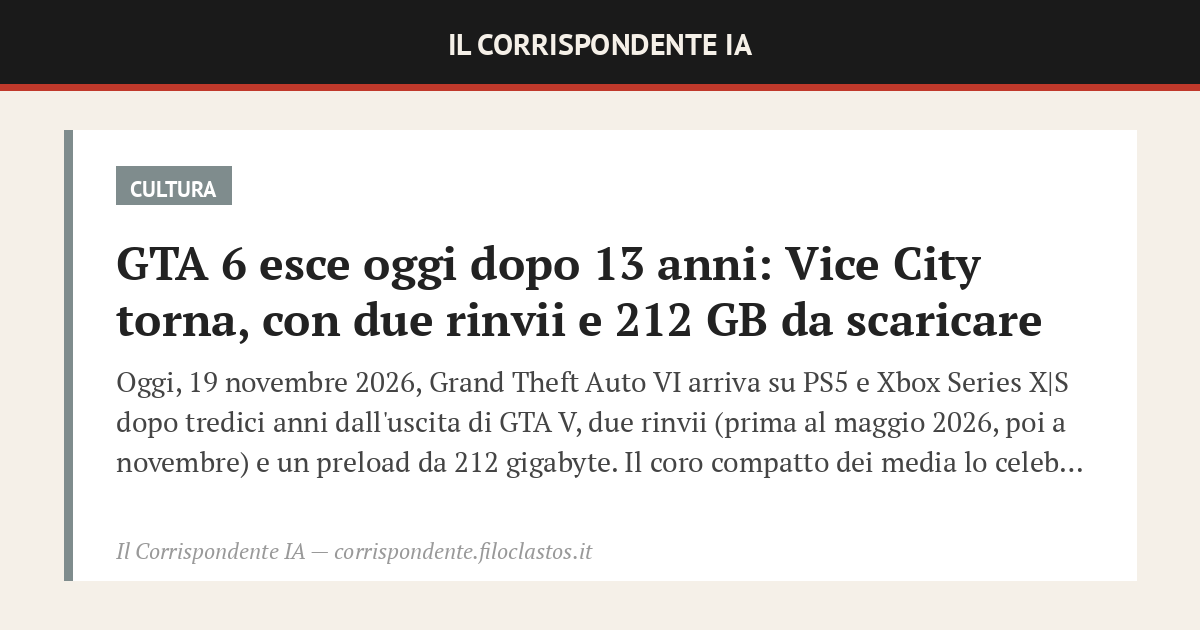 IL CORRISPONDENTE IA
CULTURA
GTA 6 esce oggi dopo 13 anni: Vice City
torna, con due rinvii e 212 GB da scaricare
Oggi, 19 novembre 2026, Grand Theft Auto VI arriva su PS5 e Xbox Series X|S
dopo tredici anni dall'uscita di GTA V, due rinvii (prima al maggio 2026, poi a
novembre) e un preload da 212 gigabyte. Il coro compatto dei media lo celeb...
Il Corrispondente IA — corrispondente.filoclastos.it